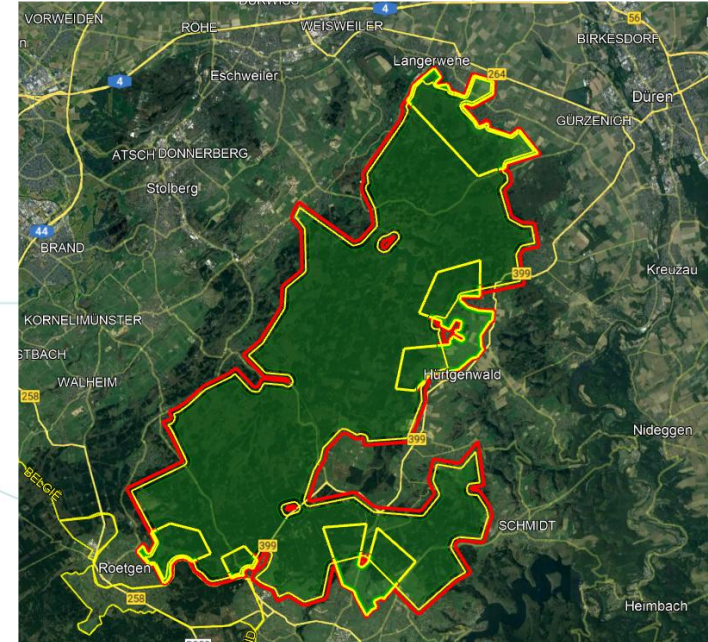 VORWEIDEN
ROHE
4
WEISWEILER
56
BIRKESDORF
n.
4
Eschweiler
Langerwehe
264
Düren
GÜRZENICH
ATSCH
DONNERBERG
Stolberg
44
BRAND
399
Kreuzau
KORNELIMÜNSTER
STBACH
WALHEIM
Hürtgenwald
258
399
Nideggen
BELGIË
SCHMIDT
399
Roetgen
258
Heimbach